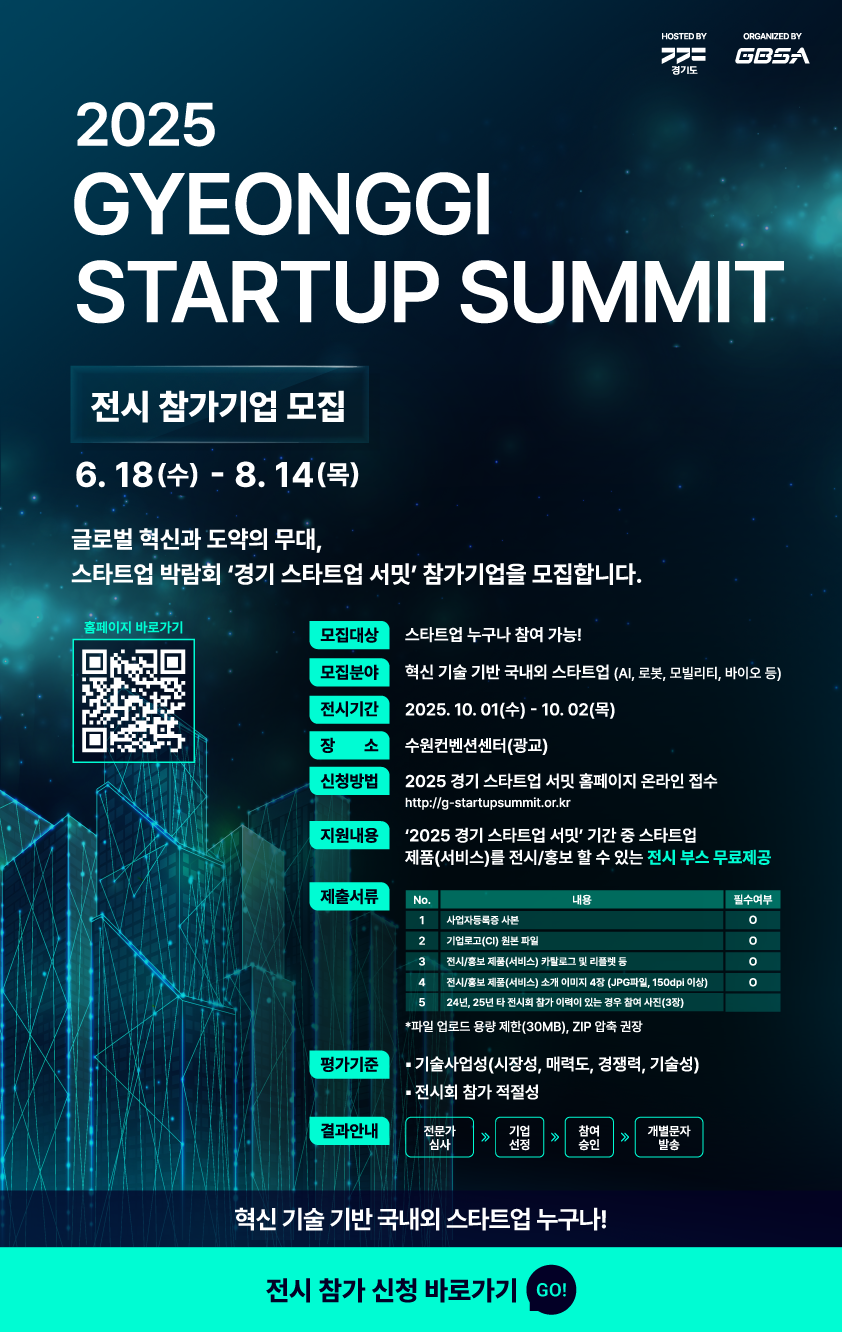 HOSTED BY
경기도
ORGANIZED BY
GBSA
2025
GYEONGGI
STARTUP SUMMIT
전시 참가기업 모집
6. 18(수) - 8. 14(목)
글로벌 혁신과 도약의 무대,
스타트업 박람회 ‘경기 스타트업 서밋’ 참가기업을 모집합니다.
홈페이지 바로가기
모집대상 스타트업 누구나 참여 가능!
모집분야 혁신 기술 기반 국내외 스타트업 (AI, 로봇, 모빌리티, 바이오 등)
전시기간 2025. 10. 01(수) - 10. 02(목)
장 소 수원컨벤션센터(광교)
신청방법 2025 경기 스타트업 서밋 홈페이지 온라인 접수
http://g-startupsummit.or.kr
지원내용 ‘2025 경기 스타트업 서밋’ 기간 중 스타트업
제품(서비스)를 전시/홍보 할 수 있는 전시 부스 무료제공
제출서류
No. 내용 필수여부
1 사업자등록증 사본 O
2 기업로고(CI) 원본 파일 O
3 전시/홍보 제품(서비스) 카탈로그 및 리플렛 등 O
4 전시/홍보 제품(서비스) 소개 이미지 4장 (JPG파일, 150dpi 이상) O
5 24년, 25년 타 전시회 참가 이력이 있는 경우 참여 사진(3장)
*파일 업로드 용량 제한(30MB), ZIP 압축 권장
평가기준 ▪ 기술사업성(시장성, 매력도, 경쟁력, 기술성)
▪ 전시회 참가 적절성
결과안내
전문가
심사
»
기업
선정
»
참여
승인
»
개별문자
발송
혁신 기술 기반 국내외 스타트업 누구나!
전시 참가 신청 바로가기 GO!